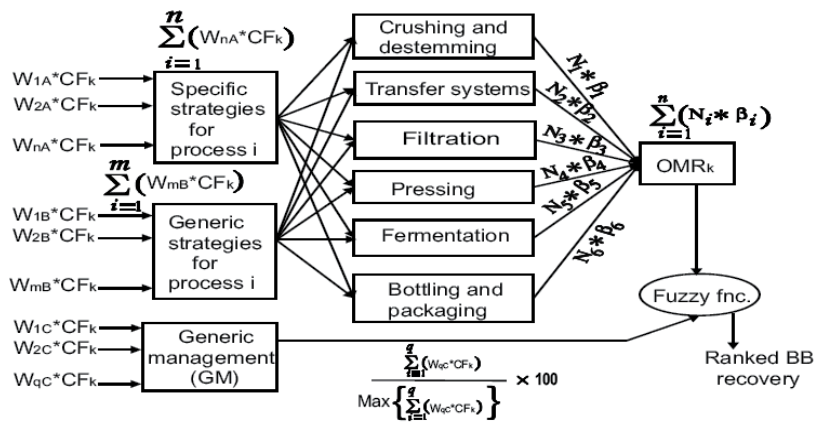 n
∑(WnA*CFk)
i=1
W1A*CFk
W2A*CFk
WnA*CFk
Specific
strategies
for
process i
m
∑(WmB*CFk)
i=1
W1B*CFk
W2B*CFk
WmB*CFk
Generic
strategies
for
process i
W1C*CFk
W2C*CFk
WqC*CFk
Generic
management
(GM)
Crushing and
destemming
Transfer systems
Filtration
Pressing
Fermentation
Bottling and
packaging
N1*β1
N2*β2
N3*β3
N4*β4
N5*β5
N6*β6
n
∑(Ni*βi)
i=1
OMRk
Fuzzy fnc.
Ranked BB
recovery
q
∑(WqC*CFk)
i=1
Max{
q
∑(WqC*CFk)
i=1
}
× 100